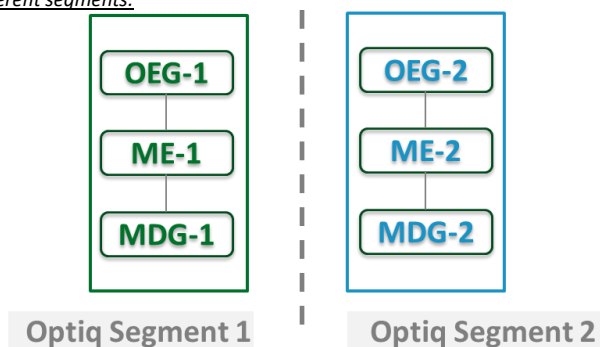 erent segments.
OEG-1 OEG-2
ME-1 ME-2
MDG-1 MDG-2
Optiq Segment 1 Optiq Segment 2